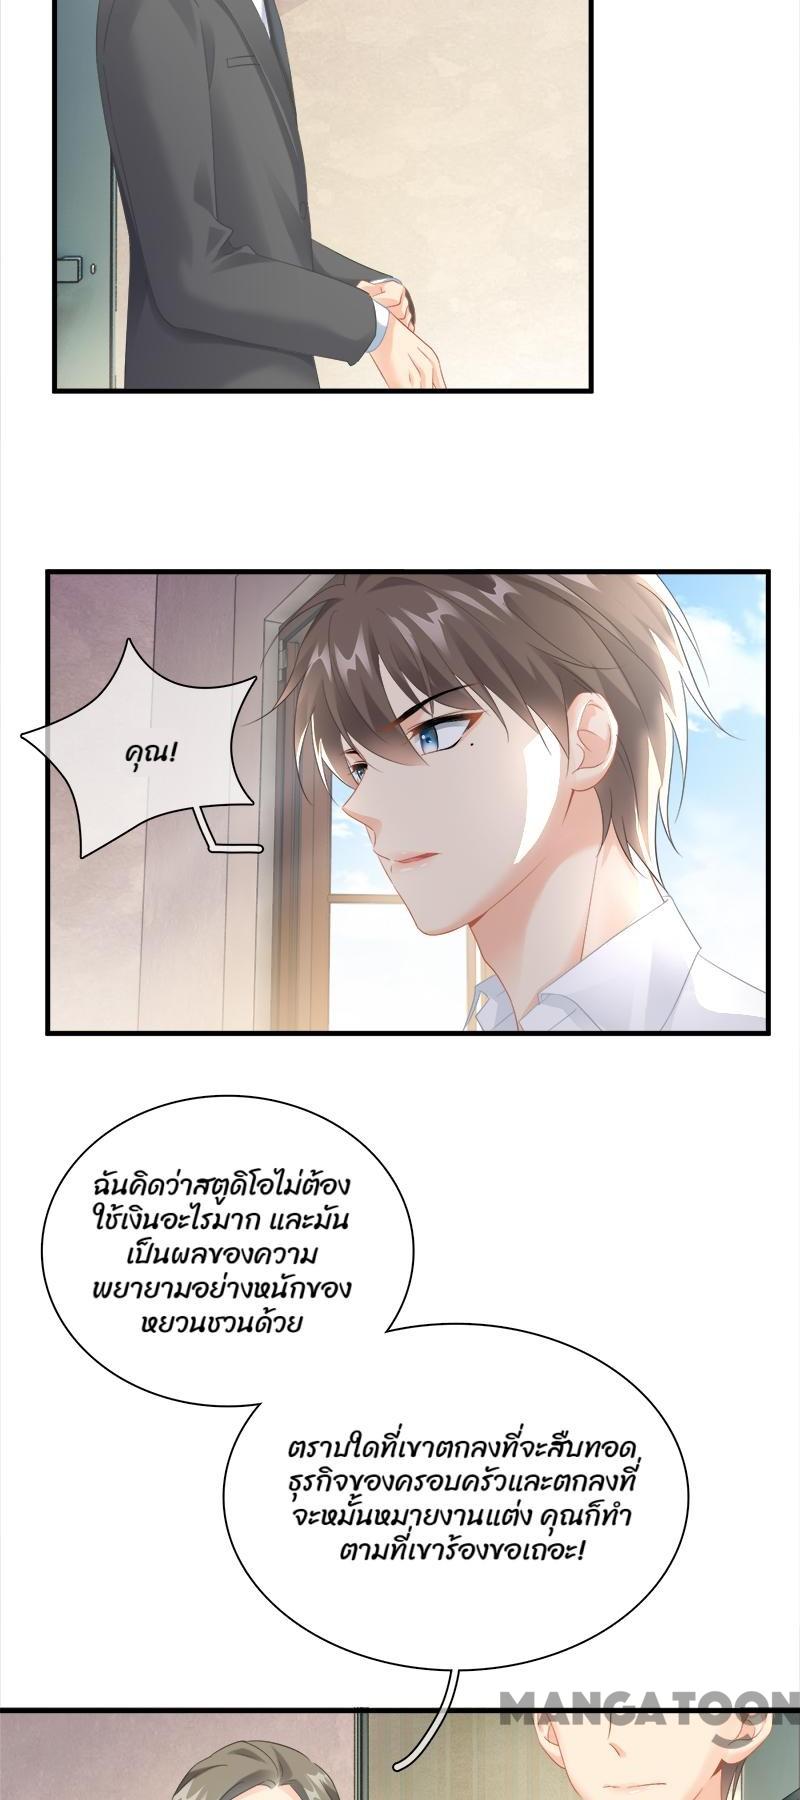 คุณ!
ฉันคิดว่าสตูดิโอไม่ต้อง
ใช้เงินอะไรมาก และมัน
เป็นผลของความ
พยายามอย่างหนักของ
หยวนชวนด้วย
ตราบใดที่เขาตกลงที่จะสืบทอด
ธุรกิจของครอบครัวและตกลงที่
จะหมั้นหมายงานแต่ง คุณก็ทำ
ตามที่เขาร้องขอเถอะ!
MANGATOON